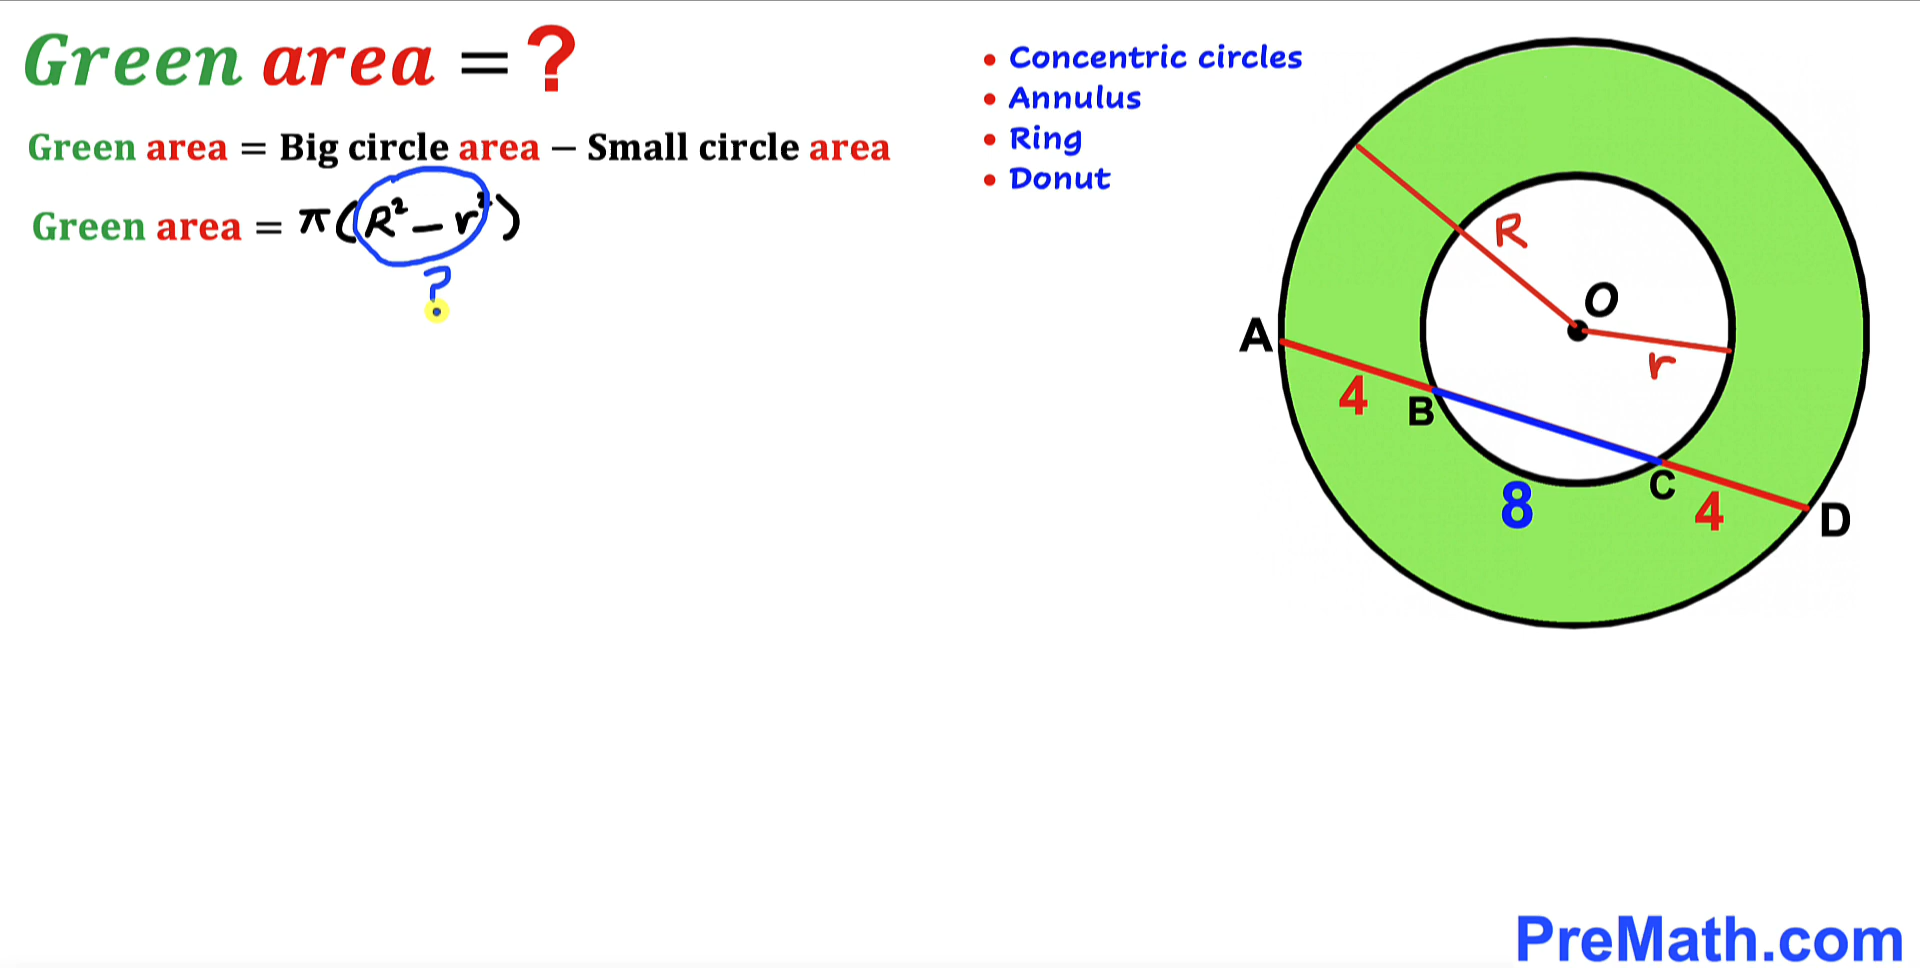 Green area = ?
Green area = Big circle area − Small circle area
Green area = π(R² − r²)
?
• Concentric circles
• Annulus
• Ring
• Donut
R
O
r
A
4
B
8
C
4
D
PreMath.com